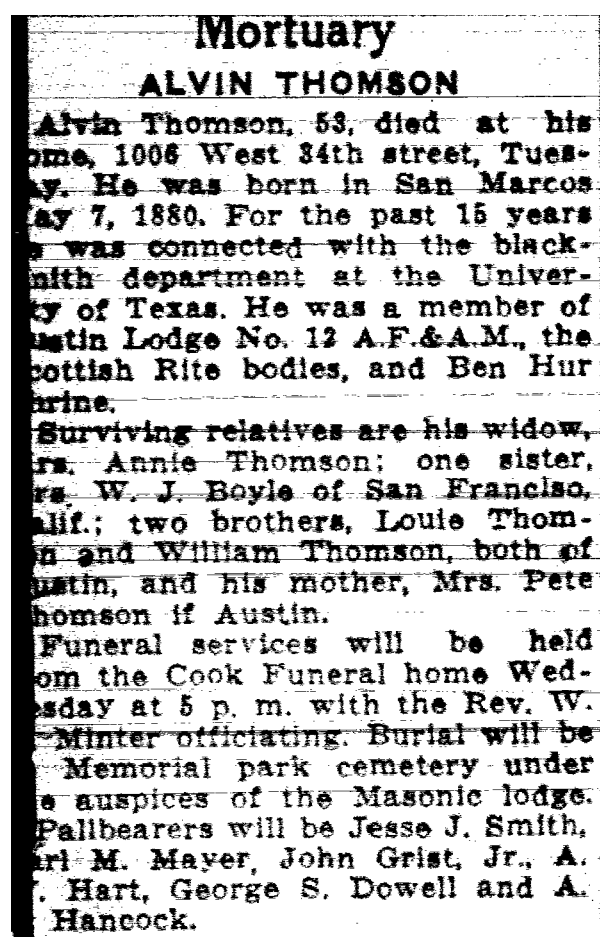 Mortuary
ALVIN THOMSON
Alvin Thomson, 53, died at his
ome, 1006 West 34th street, Tues-
ay. He was born in San Marcos
ay 7, 1880. For the past 15 years
e was connected with the black-
mith department at the Univer-
ty of Texas. He was a member of
ustin Lodge No. 12 A.F.&A.M., the
cottish Rite bodies, and Ben Hur
hrine.
Surviving relatives are his widow,
rs. Annie Thomson; one sister,
rs. W. J. Boyle of San Franciso,
alif.; two brothers, Louie Thom-
on and William Thomson, both of
ustin, and his mother, Mrs. Pete
homson if Austin.
Funeral services will be held
om the Cook Funeral home Wed-
esday at 5 p. m. with the Rev. W.
Minter officiating. Burial will be
Memorial park cemetery under
e auspices of the Masonic lodge.
Pallbearers will be Jesse J. Smith,
arl M. Mayer, John Grist, Jr., A.
. Hart, George S. Dowell and A.
Hancock.